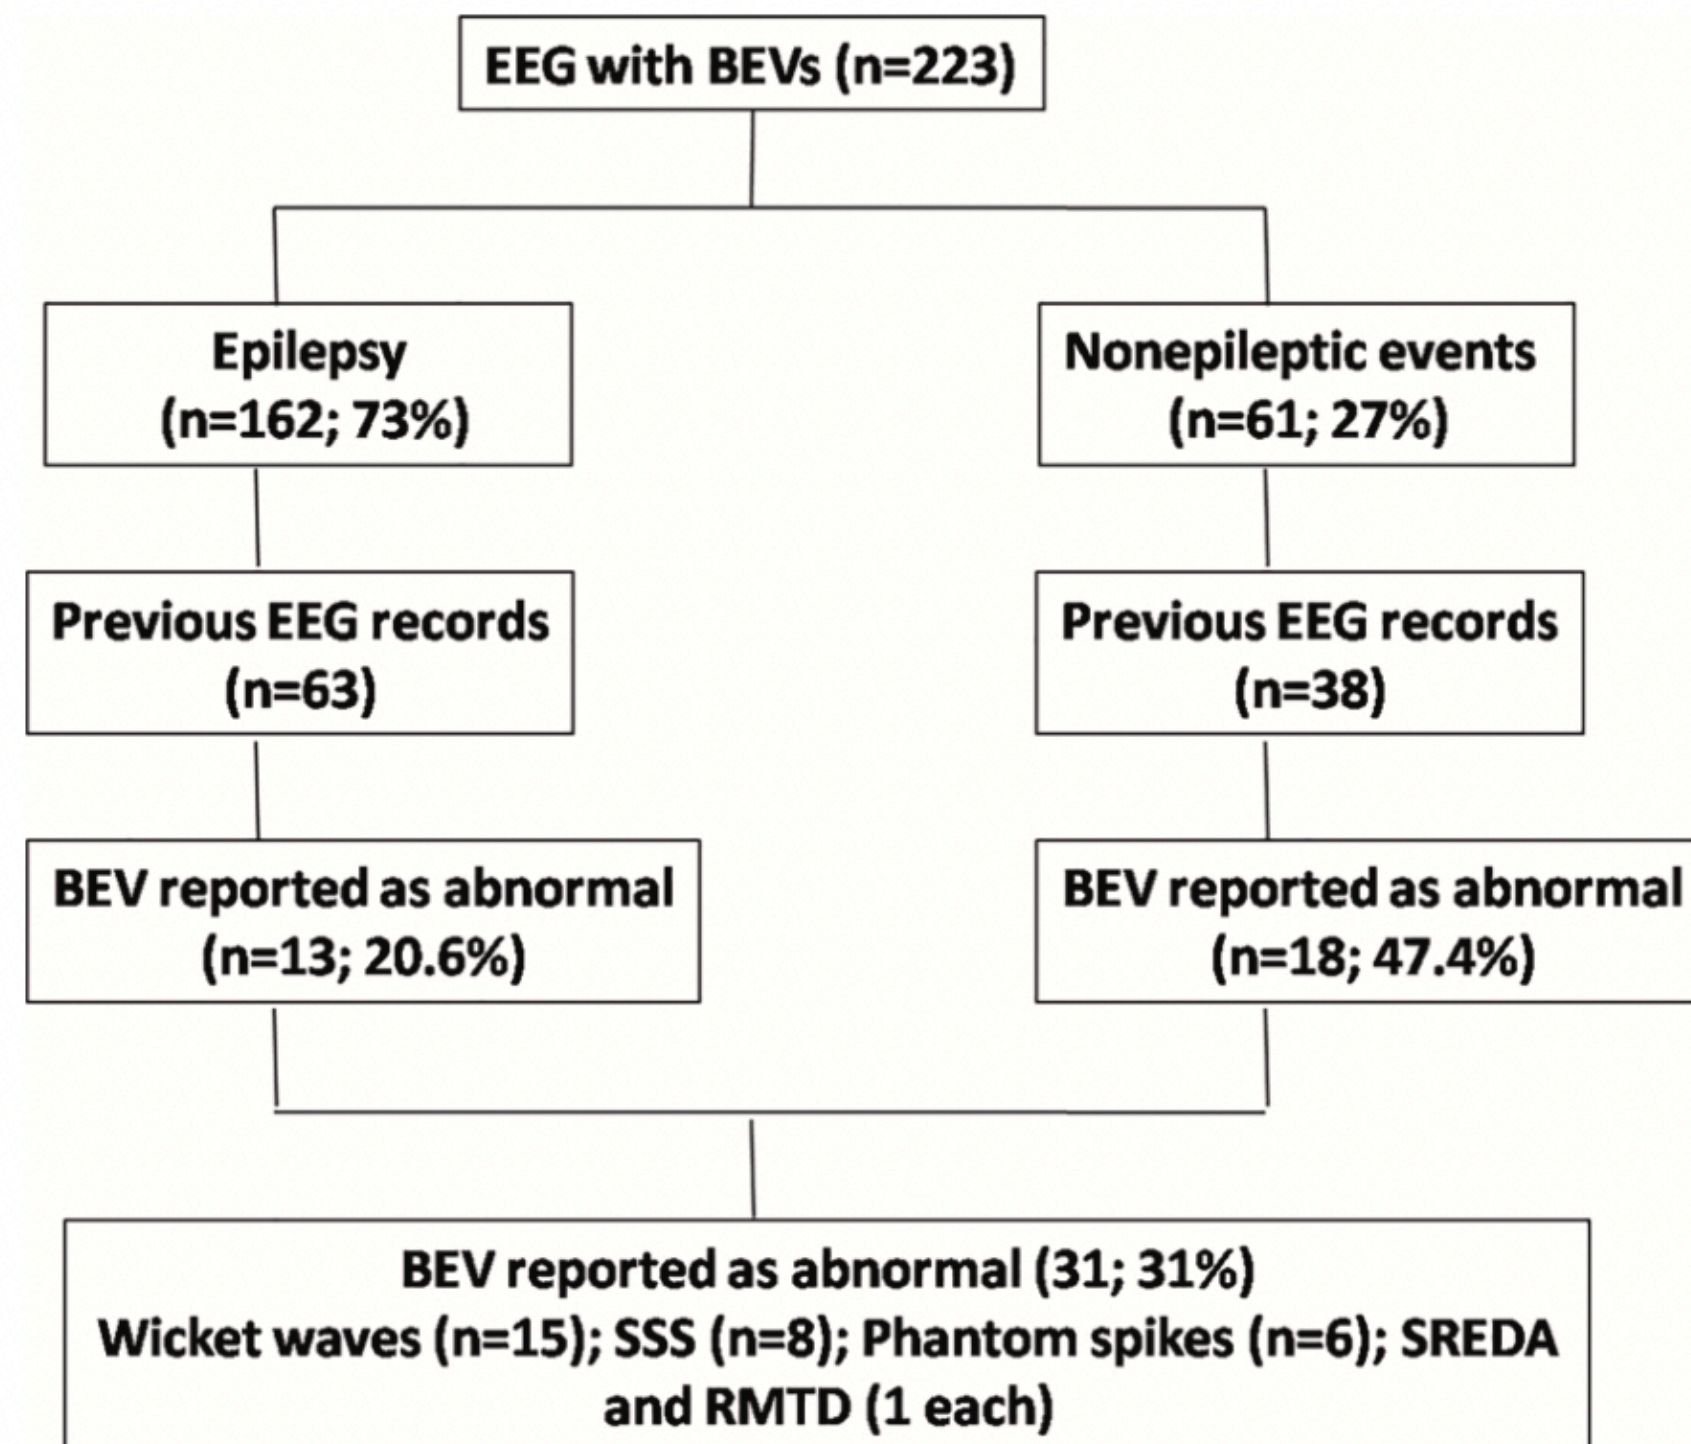 EEG with BEVs (n=223)
Epilepsy
(n=162; 73%)
Nonepileptic events
(n=61; 27%)
Previous EEG records
(n=63)
Previous EEG records
(n=38)
BEV reported as abnormal
(n=13; 20.6%)
BEV reported as abnormal
(n=18; 47.4%)
BEV reported as abnormal (31; 31%)
Wicket waves (n=15); SSS (n=8); Phantom spikes (n=6); SREDA
and RMTD (1 each)